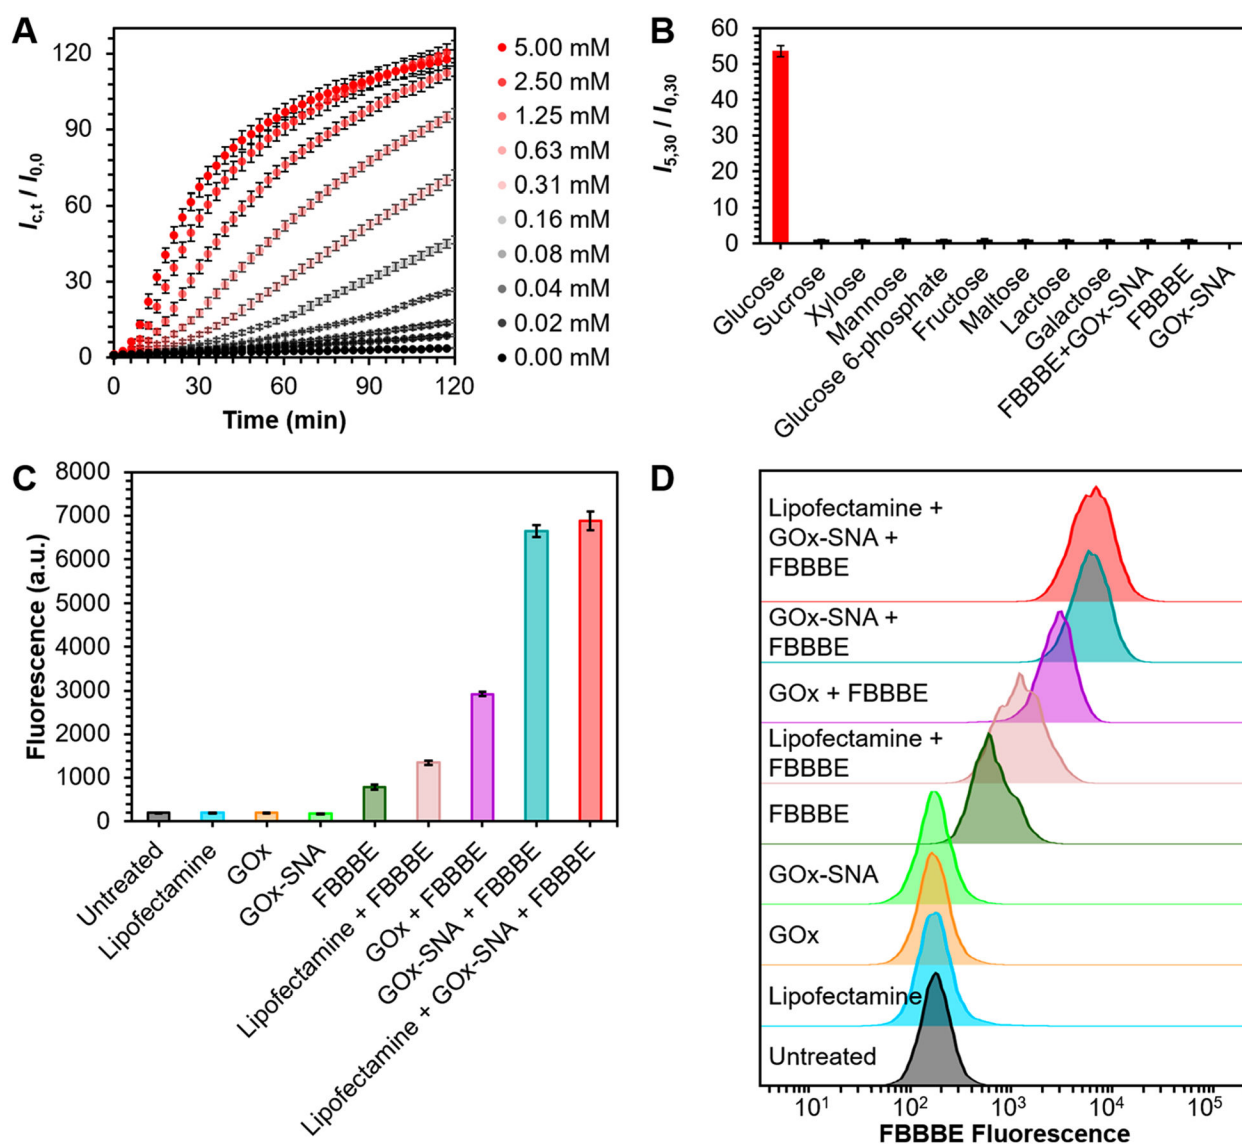 A
120
90
60
30
0
0 30 60 90 120
I c,t / I 0,0
Time (min)
5.00 mM
2.50 mM
1.25 mM
0.63 mM
0.31 mM
0.16 mM
0.08 mM
0.04 mM
0.02 mM
0.00 mM
B
60
50
40
30
20
10
0
I 5,30 / I 0,30
Glucose
Sucrose
Xylose
Mannose
Glucose 6-phosphate
Fructose
Maltose
Lactose
Galactose
FBBBE+GOx-SNA
FBBBE
GOx-SNA
C
8000
7000
6000
5000
4000
3000
2000
1000
0
Fluorescence (a.u.)
Untreated
Lipofectamine
GOx
GOx-SNA
FBBBE
Lipofectamine + FBBBE
GOx + FBBBE
GOx-SNA + FBBBE
Lipofectamine + GOx-SNA + FBBBE
D
Lipofectamine +
GOx-SNA +
FBBBE
GOx-SNA +
FBBBE
GOx + FBBBE
Lipofectamine +
FBBBE
FBBBE
GOx-SNA
GOx
Lipofectamine
Untreated
10¹ 10² 10³ 10⁴ 10⁵
FBBBE Fluorescence